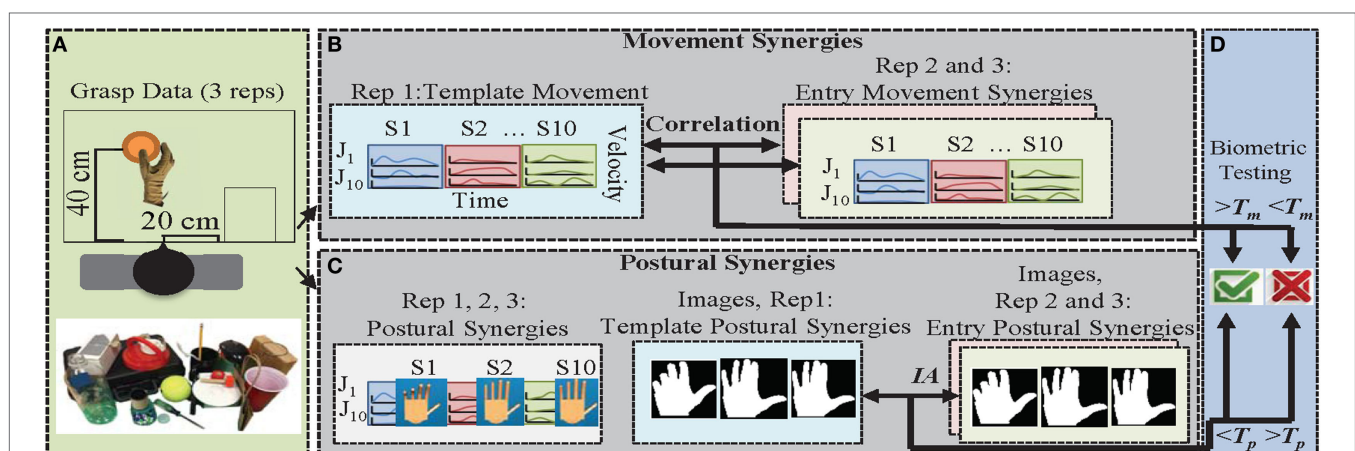 A
Grasp Data (3 reps)
40 cm
20 cm
B
Movement Synergies
Rep 1:Template Movement
S1 S2 ... S10
J1
J10
Time
Velocity
Correlation
Rep 2 and 3:
Entry Movement Synergies
S1 S2 ... S10
J1
J10
C
Postural Synergies
Rep 1, 2, 3:
Postural Synergies
S1 S2 S10
J1
J10
Images, Rep1:
Template Postural Synergies
IA
Images,
Rep 2 and 3:
Entry Postural Synergies
D
Biometric
Testing
>Tm <Tm
<Tp >Tp